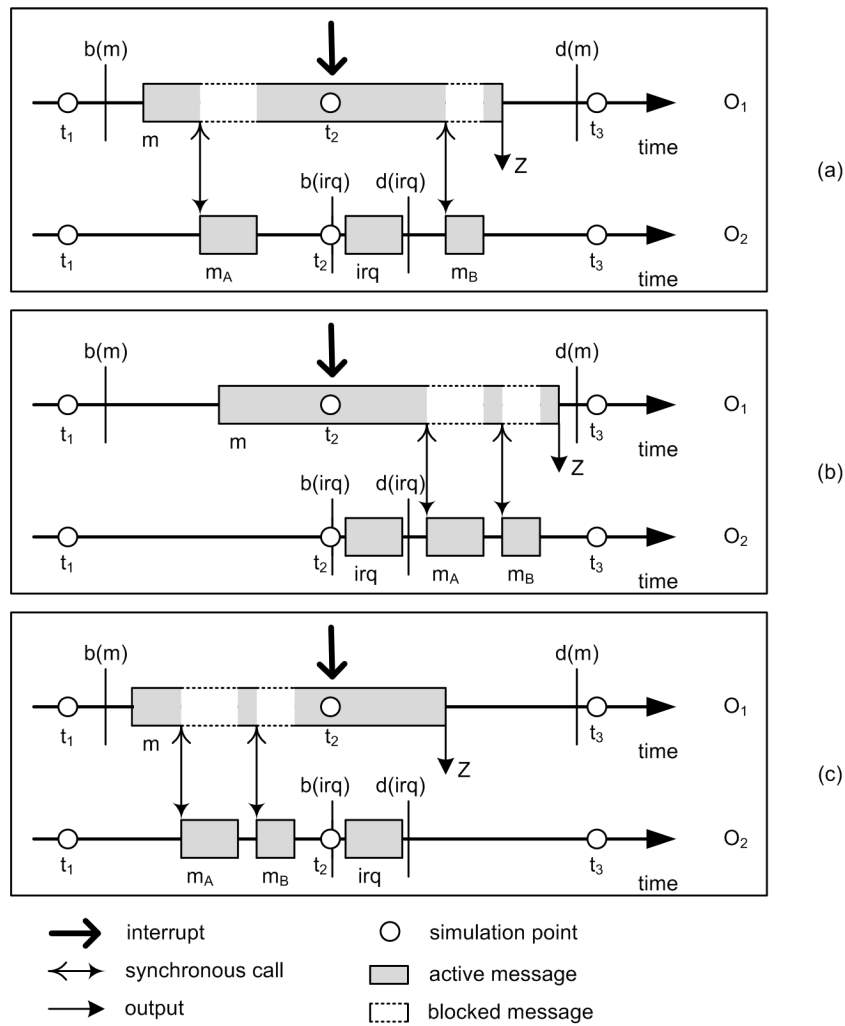 b(m) d(m)
O1
t1 m t2 t3
time
Z
(a)
b(irq) d(irq)
O2
t1 mA t2 irq mB t3
time
b(m) d(m)
O1
t1 m t2 t3
time
Z
(b)
b(irq) d(irq)
O2
t1 t2 irq mA mB t3
time
b(m) d(m)
O1
t1 m t2 t3
time
Z
(c)
b(irq) d(irq)
O2
t1 mA mB t2 irq t3
time
interrupt simulation point
synchronous call active message
output blocked message